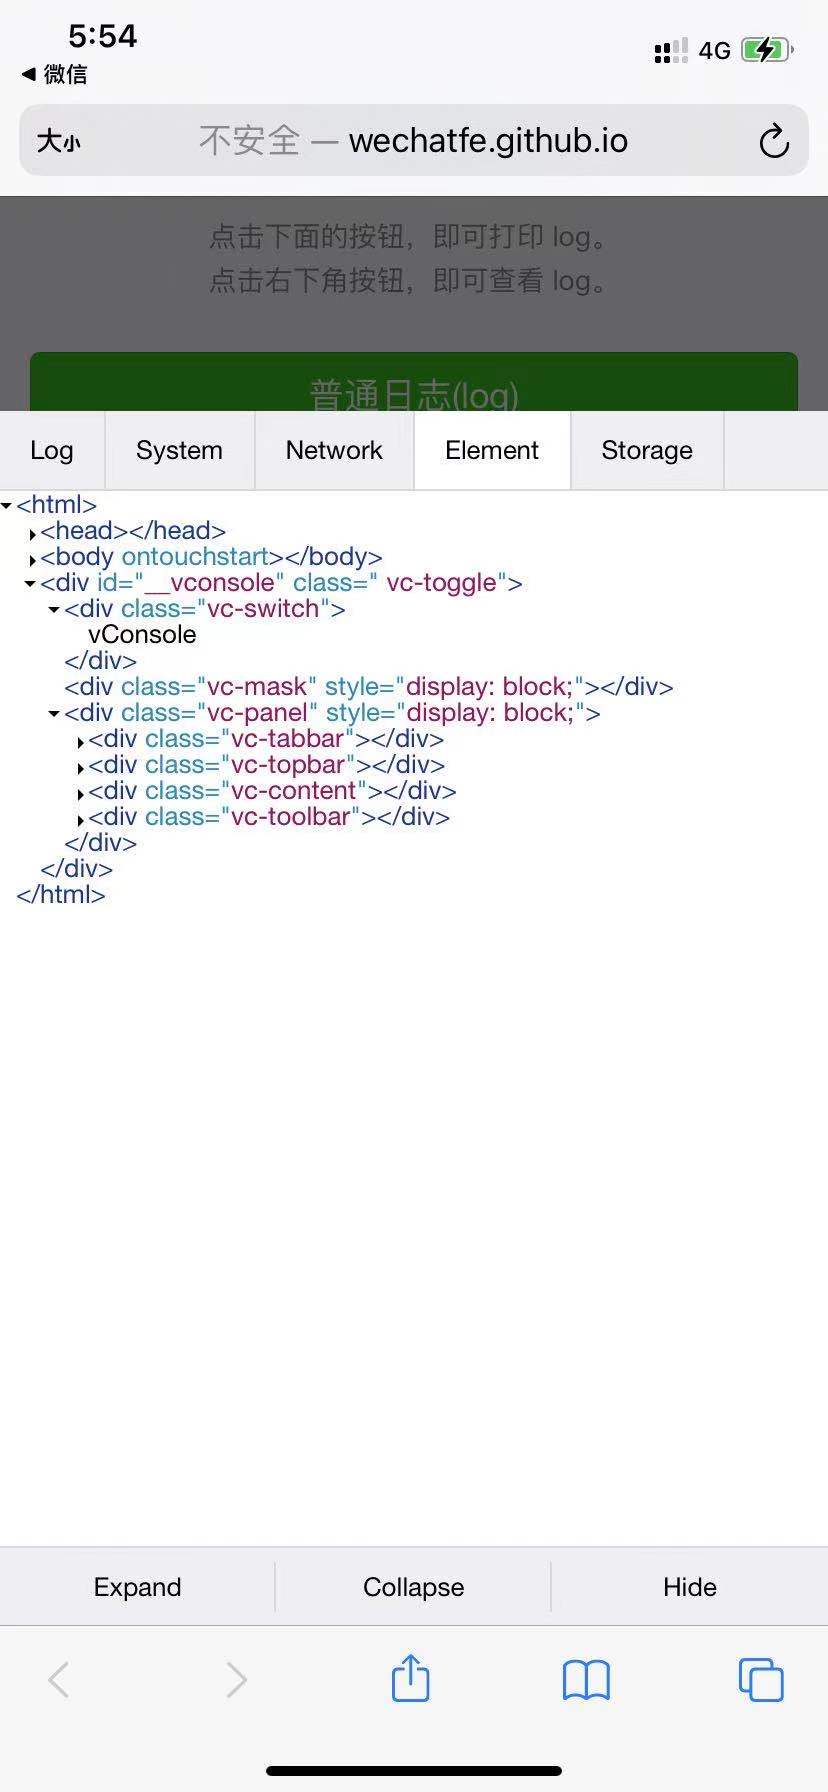 5:54
4G
微信
大小
不安全 — wechatfe.github.io
点击下面的按钮，即可打印 log。
点击右下角按钮，即可查看 log。
普通日志(log)
Log System Network Element Storage
<html>
<head></head>
<body ontouchstart></body>
<div id="__vconsole" class=" vc-toggle">
<div class="vc-switch">
vConsole
</div>
<div class="vc-mask" style="display: block;"></div>
<div class="vc-panel" style="display: block;">
<div class="vc-tabbar"></div>
<div class="vc-topbar"></div>
<div class="vc-content"></div>
<div class="vc-toolbar"></div>
</div>
</div>
</html>
Expand Collapse Hide